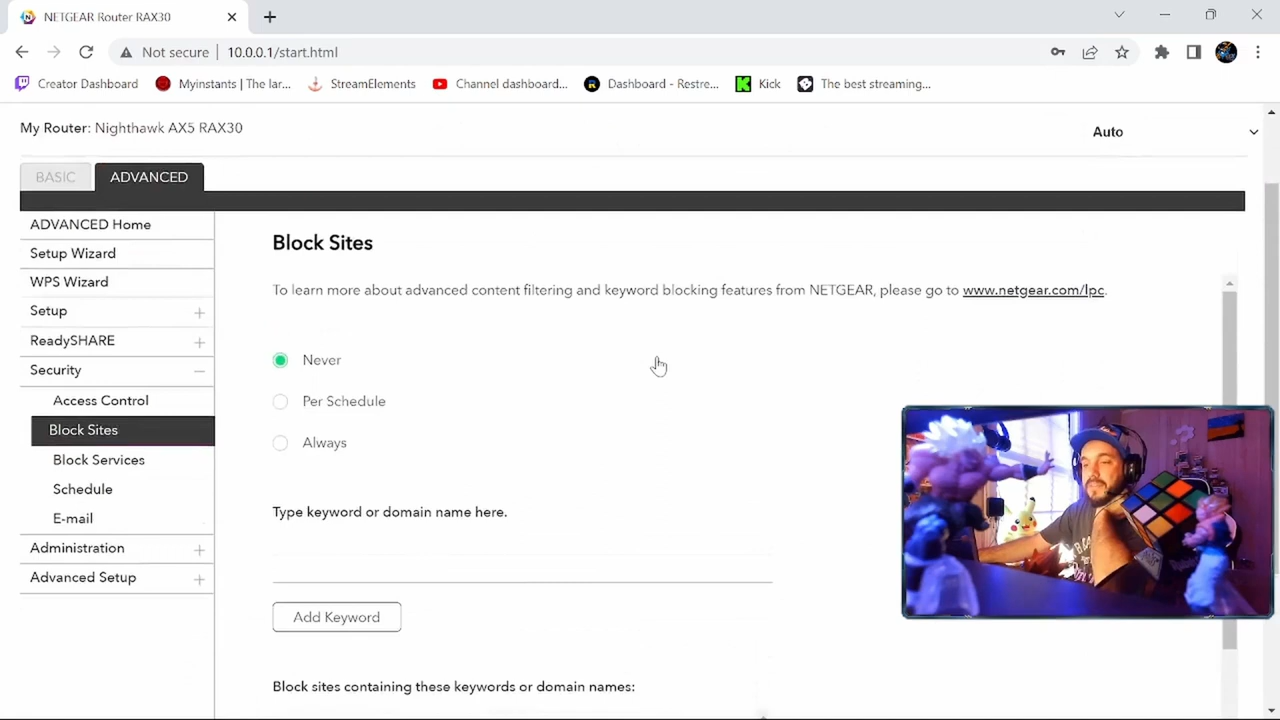 NETGEAR Router RAX30
Not secure
10.0.0.1/start.html
Creator Dashboard
Myinstants | The lar...
StreamElements
Channel dashboard...
Dashboard - Restre...
Kick
The best streaming...
My Router: Nighthawk AX5 RAX30
Auto
BASIC
ADVANCED
ADVANCED Home
Setup Wizard
WPS Wizard
Setup
ReadySHARE
Security
Access Control
Block Sites
Block Services
Schedule
E-mail
Administration
Advanced Setup
Block Sites
To learn more about advanced content filtering and keyword blocking features from NETGEAR, please go to www.netgear.com/lpc.
Never
Per Schedule
Always
Type keyword or domain name here.
Add Keyword
Block sites containing these keywords or domain names: